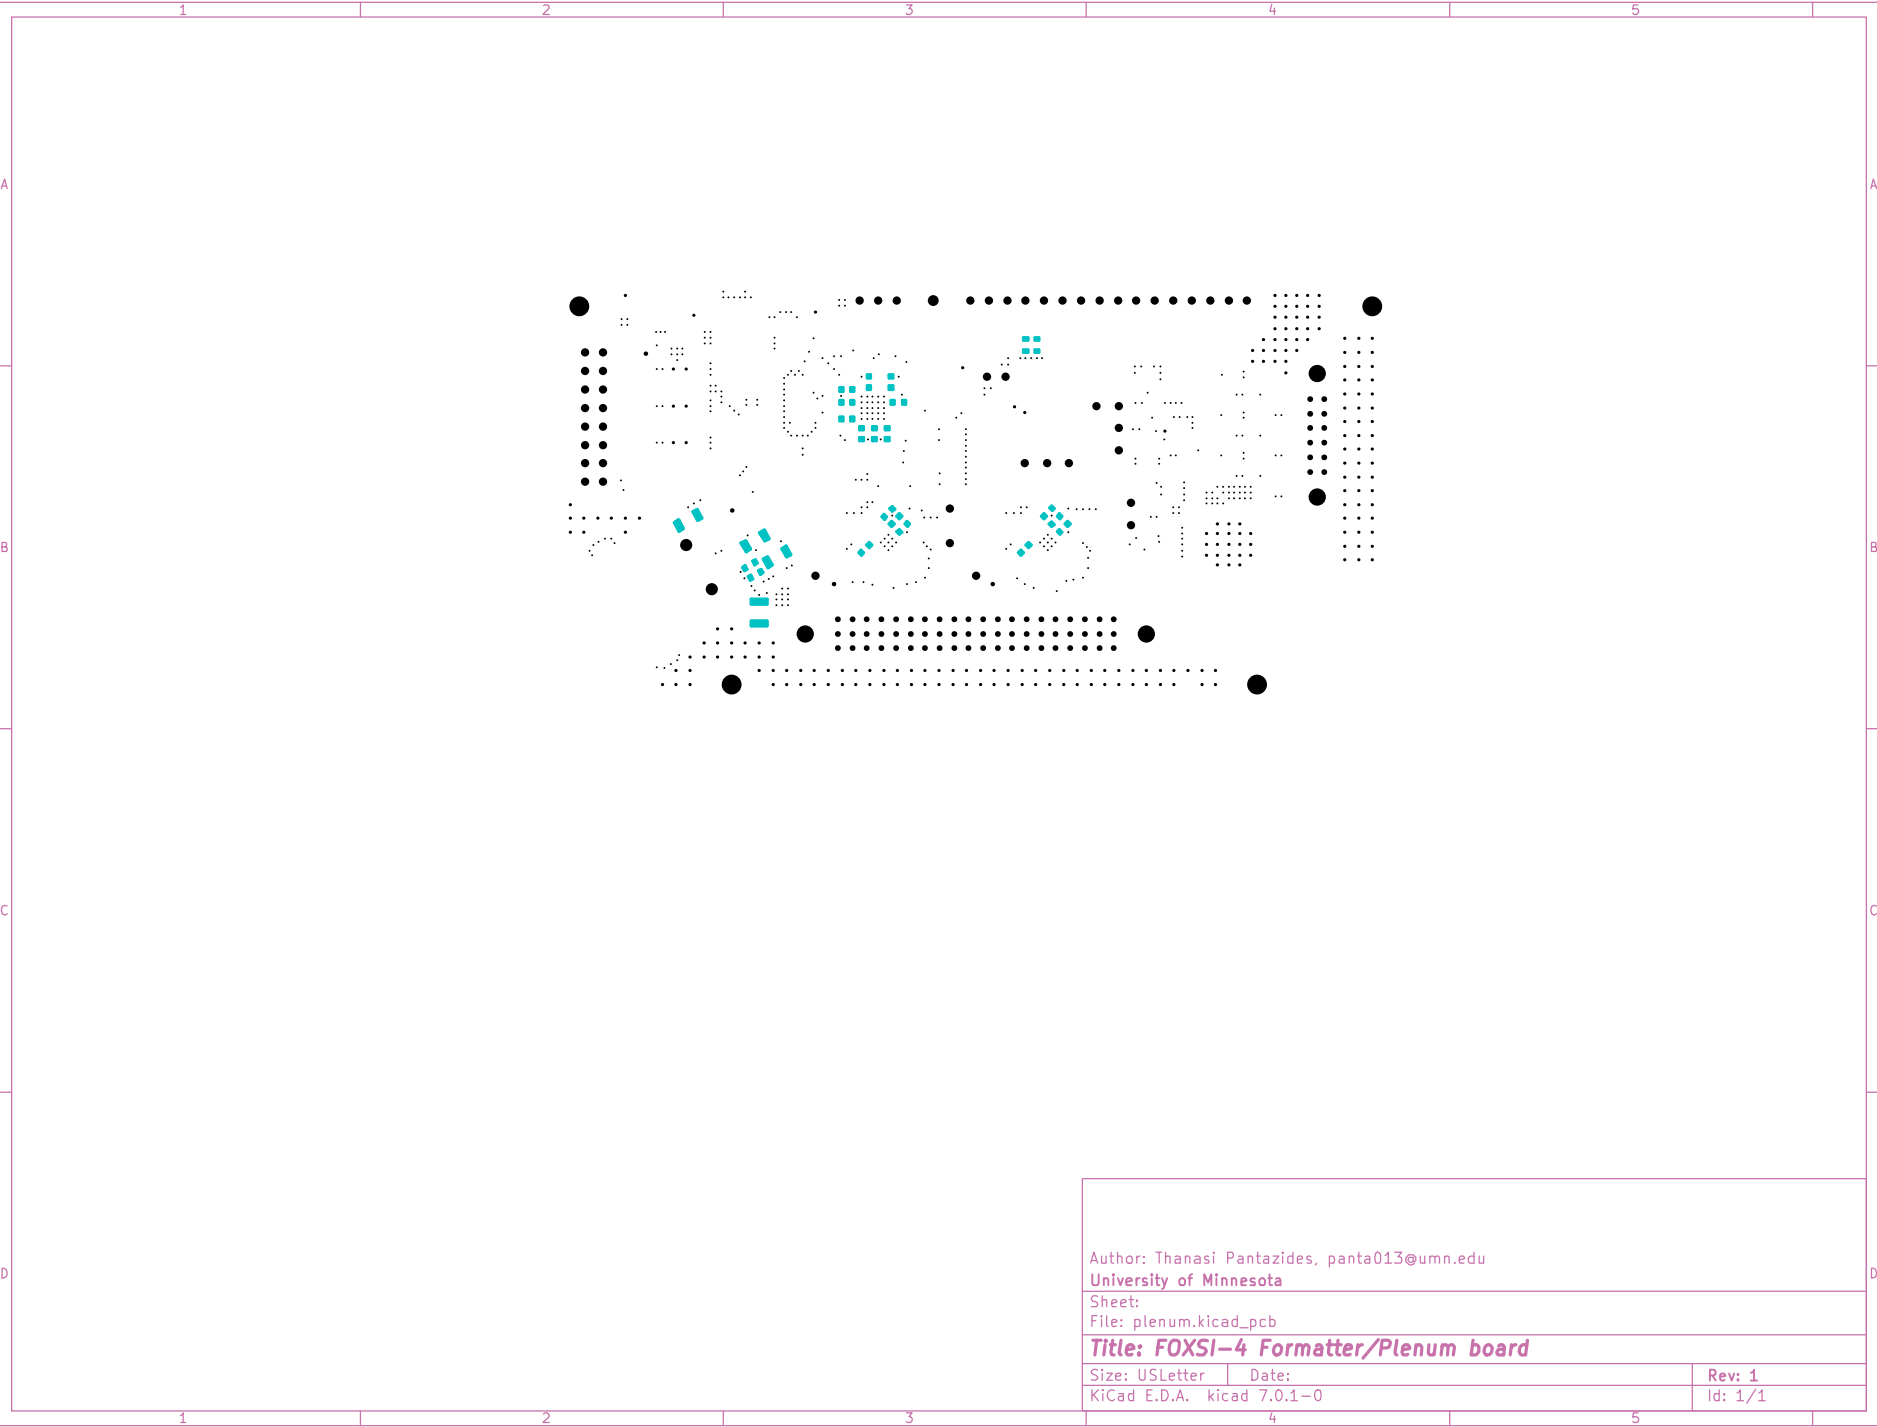 1 2 3 4 5
A A
B B
C C
D D
Author: Thanasi Pantazides, panta013@umn.edu
University of Minnesota
Sheet:
File: plenum.kicad_pcb
Title: FOXSI-4 Formatter/Plenum board
Size: USLetter Date: Rev: 1
KiCad E.D.A. kicad 7.0.1-0 Id: 1/1
1 2 3 4 5